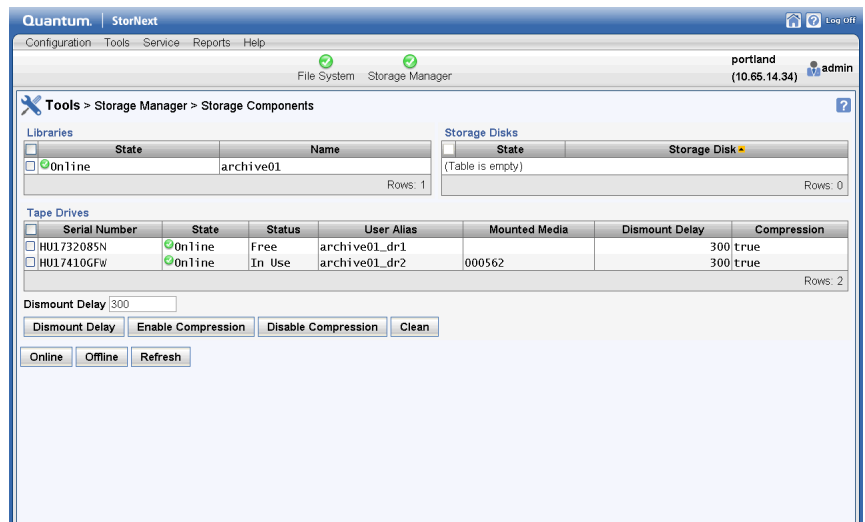 Quantum. | StorNext
Log Off
Configuration Tools Service Reports Help
File System Storage Manager
portland
(10.65.14.34)
admin
Tools > Storage Manager > Storage Components
?
Libraries
State Name
Online archive01
Rows: 1
Storage Disks
State Storage Disk
(Table is empty)
Rows: 0
Tape Drives
Serial Number State Status User Alias Mounted Media Dismount Delay Compression
HU1732085N Online Free archive01_dr1 300 true
HU17410GFW Online In Use archive01_dr2 000562 300 true
Rows: 2
Dismount Delay 300
Dismount Delay Enable Compression Disable Compression Clean
Online Offline Refresh